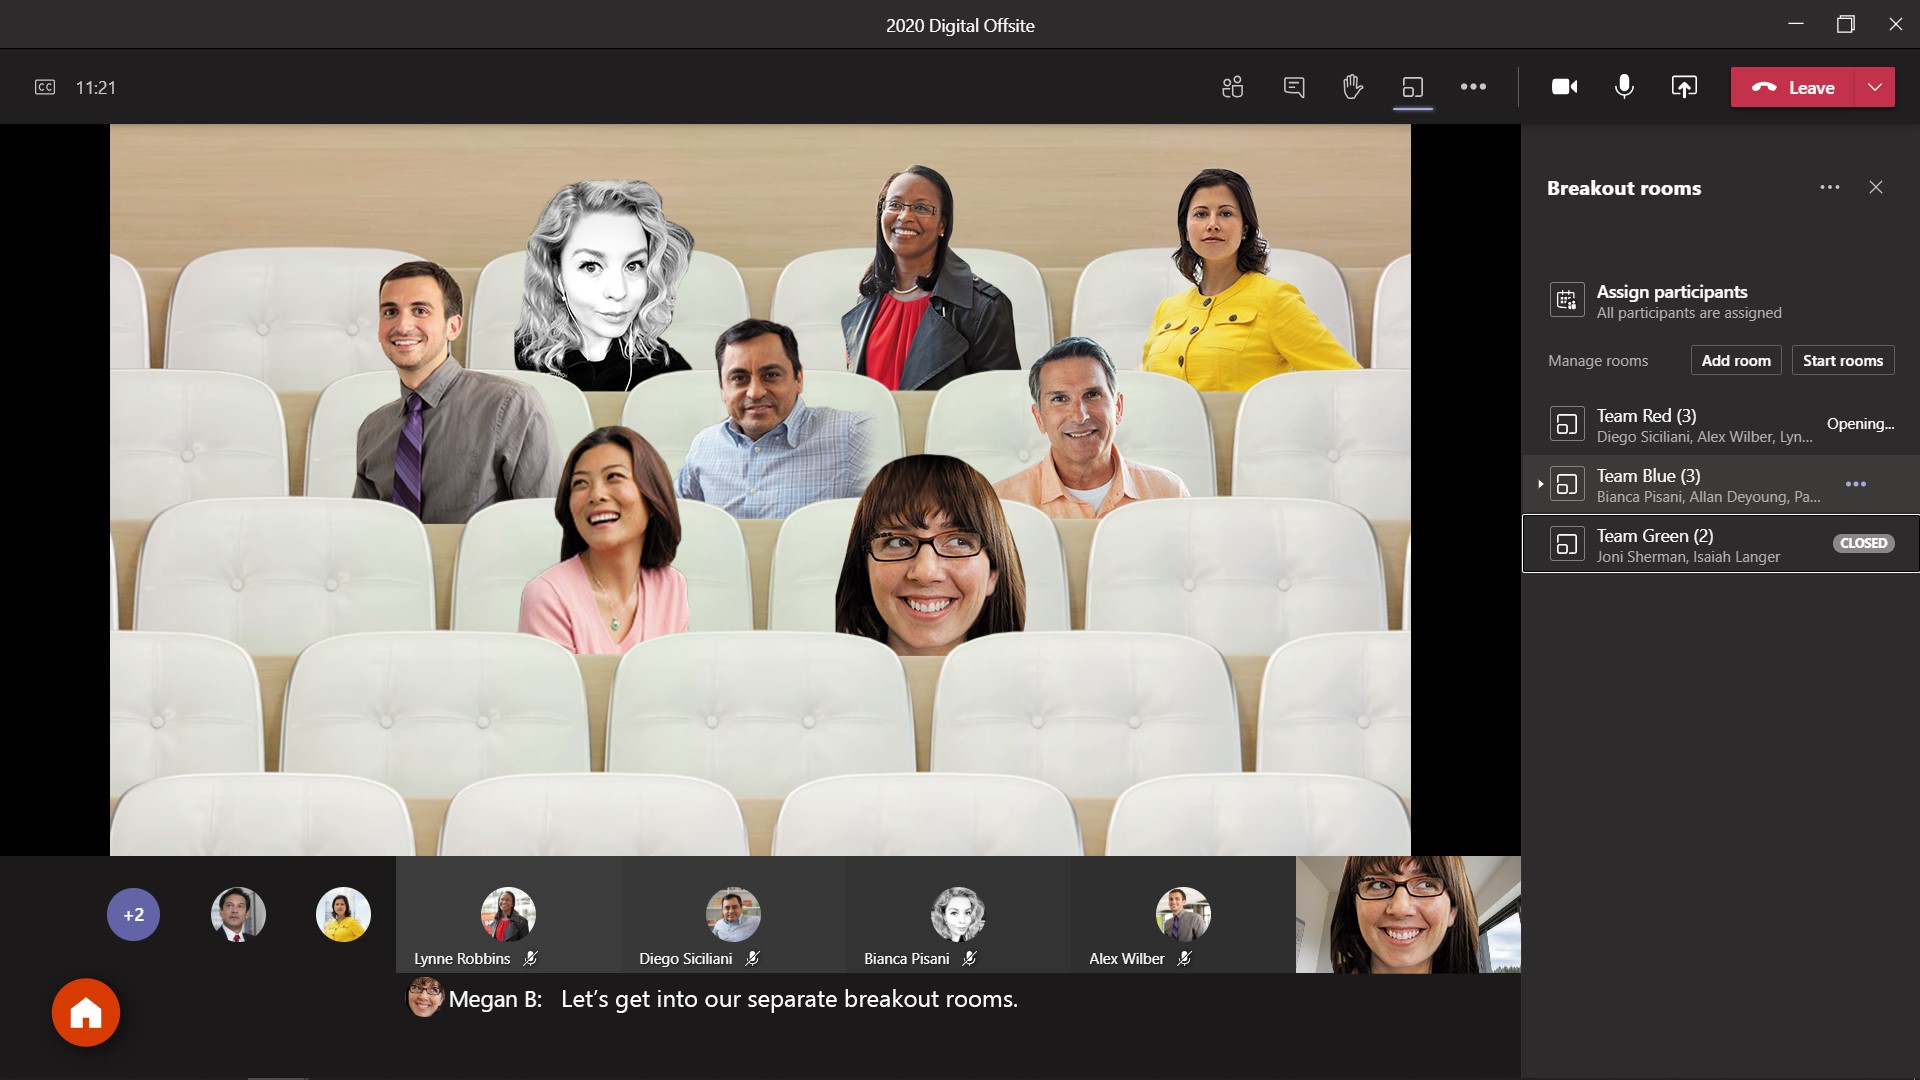 2020 Digital Offsite
CC 11:21
Leave
Breakout rooms
Assign participants
All participants are assigned
Manage rooms Add room Start rooms
Team Red (3)
Diego Siciliani, Alex Wilber, Lyn... Opening...
Team Blue (3)
Bianca Pisani, Allan Deyoung, Pa...
Team Green (2)
Joni Sherman, Isaiah Langer CLOSED
+2
Lynne Robbins Diego Siciliani Bianca Pisani Alex Wilber
Megan B: Let’s get into our separate breakout rooms.